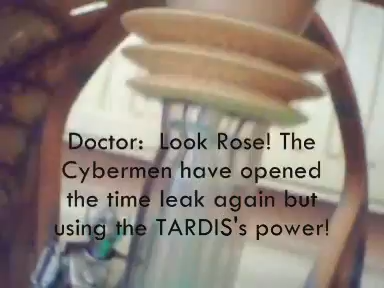 Doctor:  Look Rose! The
Cybermen have opened
the time leak again but
using the TARDIS's power!